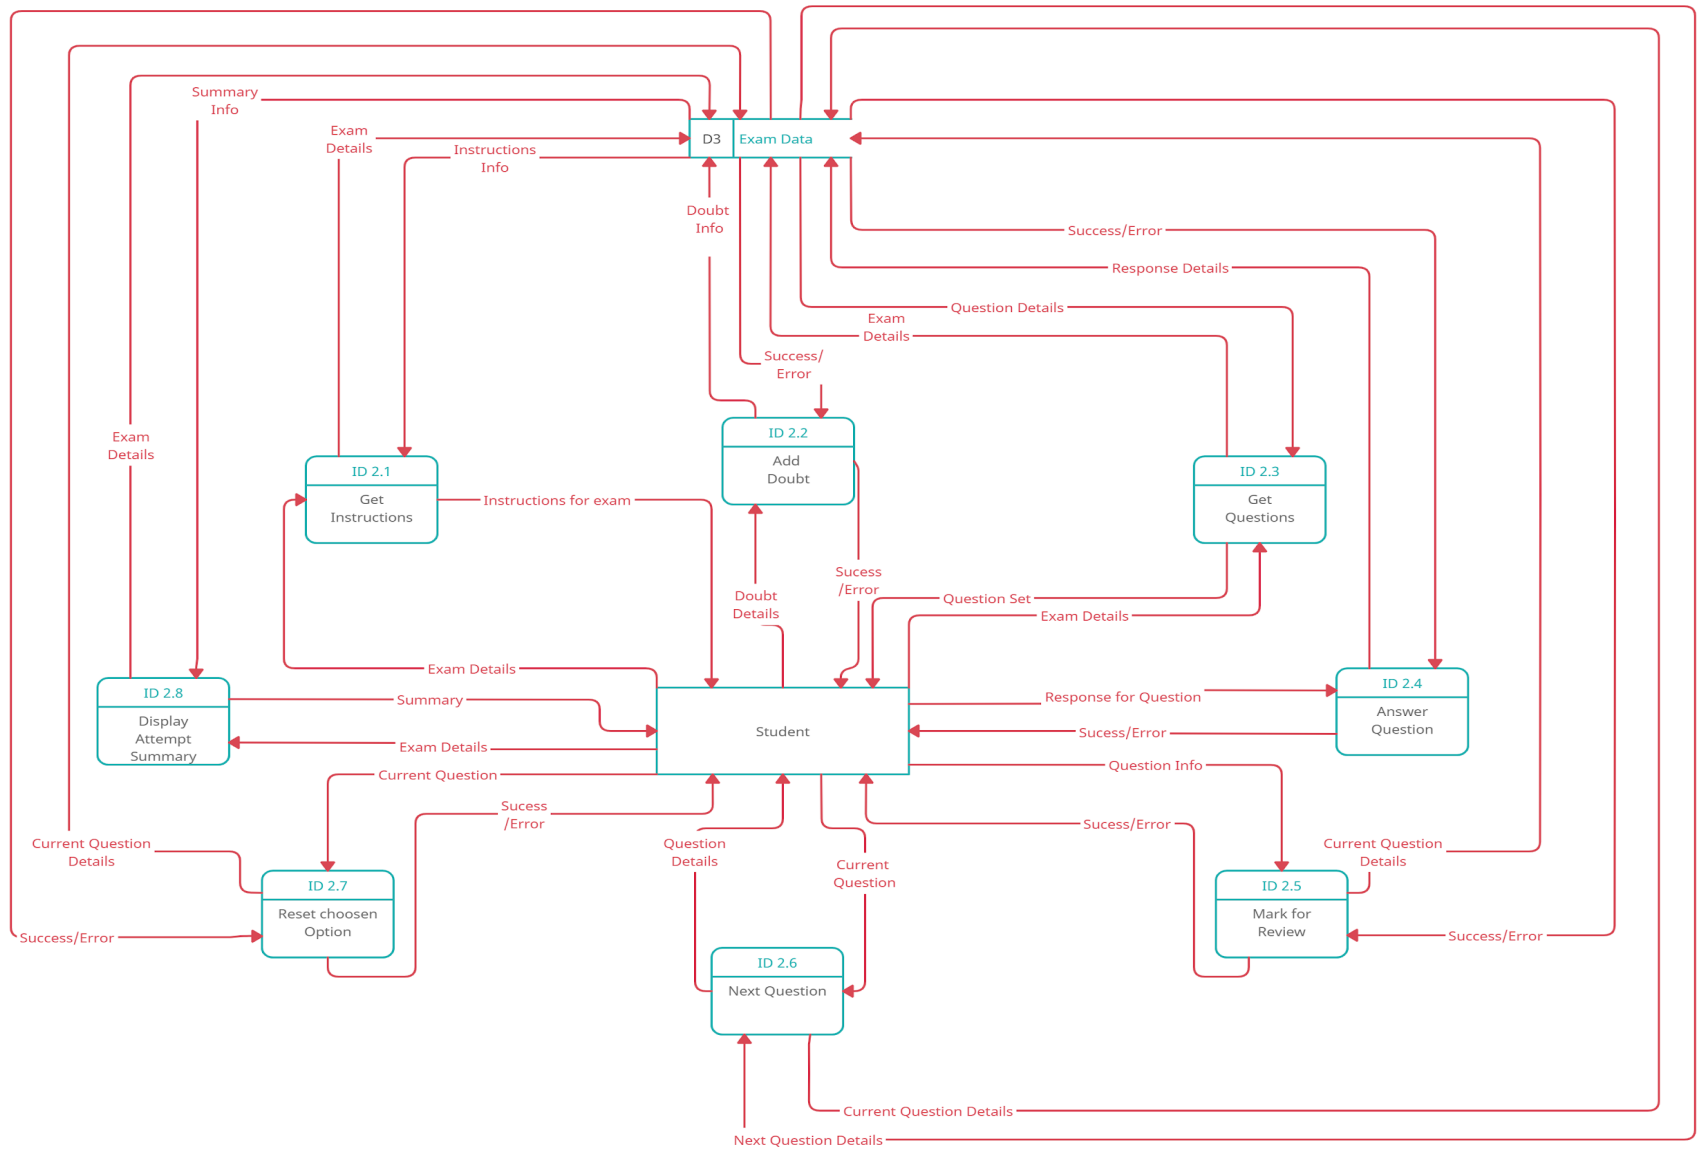 Summary
Info
Exam
Details
D3
Exam Data
Instructions
Info
Doubt
Info
Success/Error
Response Details
Question Details
Exam
Details
Success/
Error
Exam
Details
ID 2.1
Get
Instructions
ID 2.2
Add
Doubt
ID 2.3
Get
Questions
Instructions for exam
Sucess
/Error
Doubt
Details
Question Set
Exam Details
Exam Details
ID 2.8
Display
Attempt
Summary
Summary
Exam Details
Student
Response for Question
Sucess/Error
ID 2.4
Answer
Question
Current Question
Question Info
Sucess
/Error
Sucess/Error
Current Question
Details
Question
Details
Current
Question
Current Question
Details
ID 2.7
Reset choosen
Option
ID 2.5
Mark for
Review
Success/Error
Success/Error
ID 2.6
Next Question
Current Question Details
Next Question Details